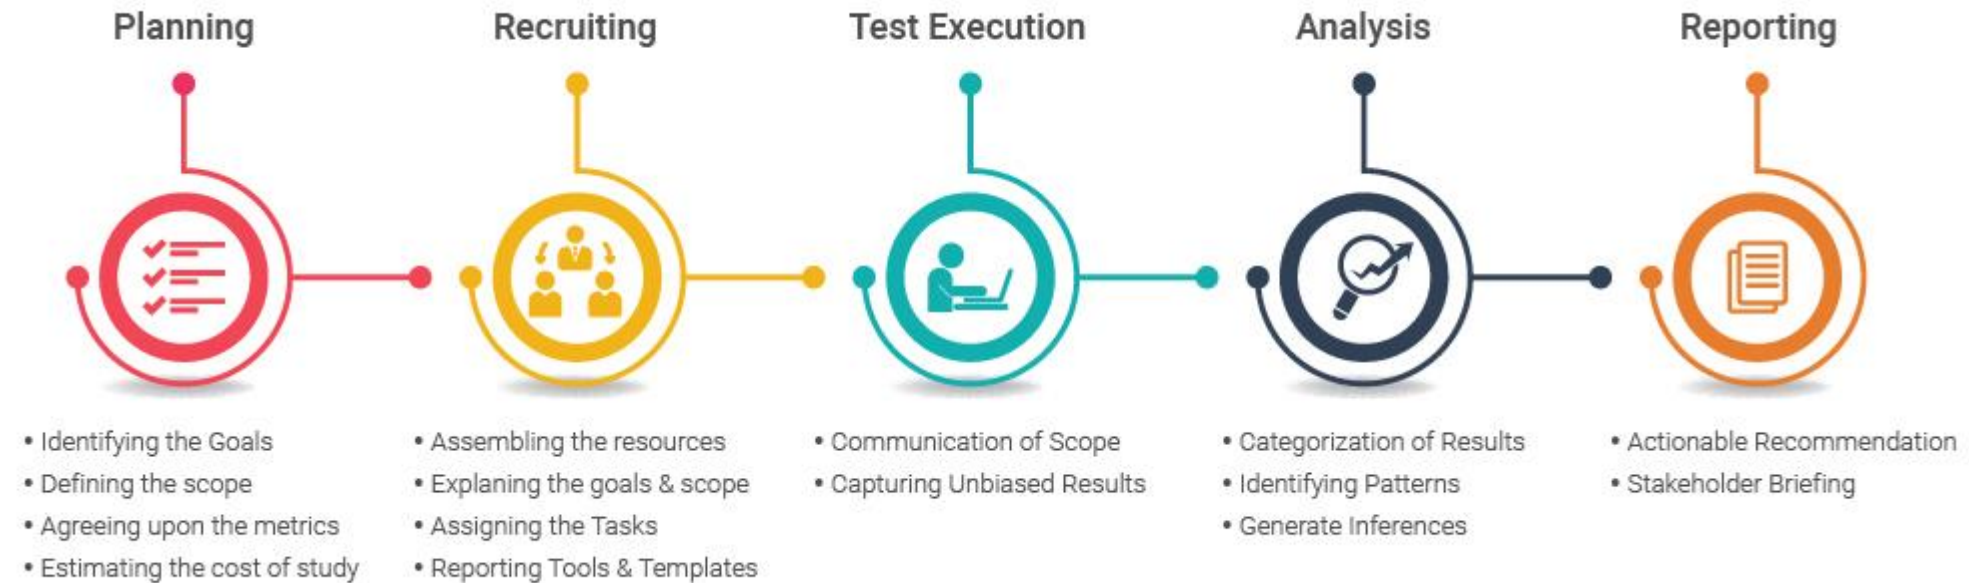 Planning
• Identifying the Goals
• Defining the scope
• Agreeing upon the metrics
• Estimating the cost of study
Recruiting
• Assembling the resources
• Explaning the goals & scope
• Assigning the Tasks
• Reporting Tools & Templates
Test Execution
• Communication of Scope
• Capturing Unbiased Results
Analysis
• Categorization of Results
• Identifying Patterns
• Generate Inferences
Reporting
• Actionable Recommendation
• Stakeholder Briefing